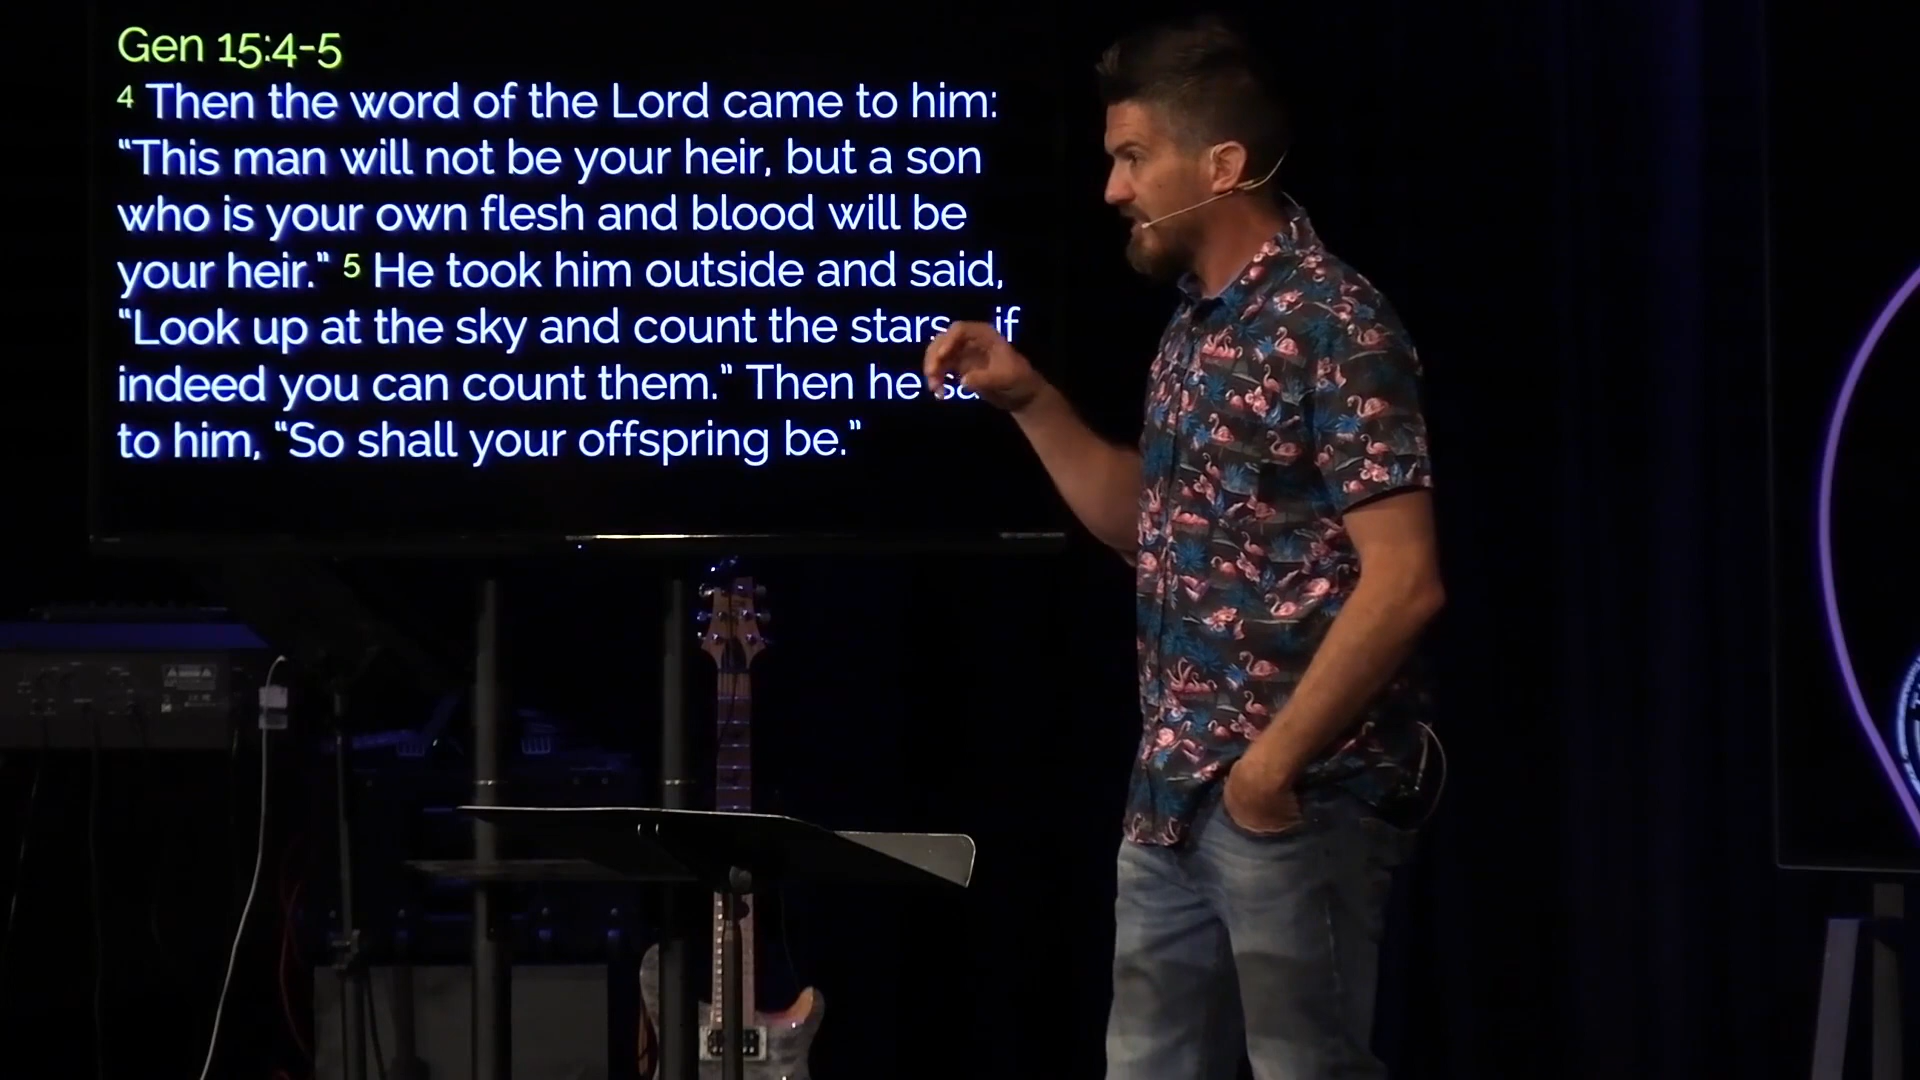 Gen 15:4-5
4 Then the word of the Lord came to him:
“This man will not be your heir, but a son
who is your own flesh and blood will be
your heir.” 5 He took him outside and said,
“Look up at the sky and count the stars if
indeed you can count them.” Then he
to him, “So shall your offspring be.”